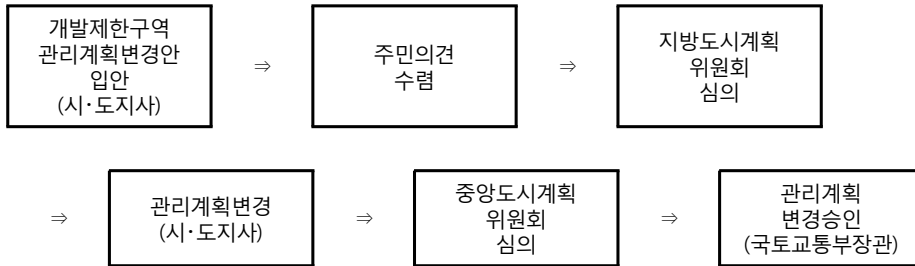 개발제한구역
관리계획변경안
입안
(시·도지사)
⇒
주민의견
수렴
⇒
지방도시계획
위원회
심의
⇒
관리계획변경
(시·도지사)
⇒
중앙도시계획
위원회
심의
⇒
관리계획
변경승인
(국토교통부장관)